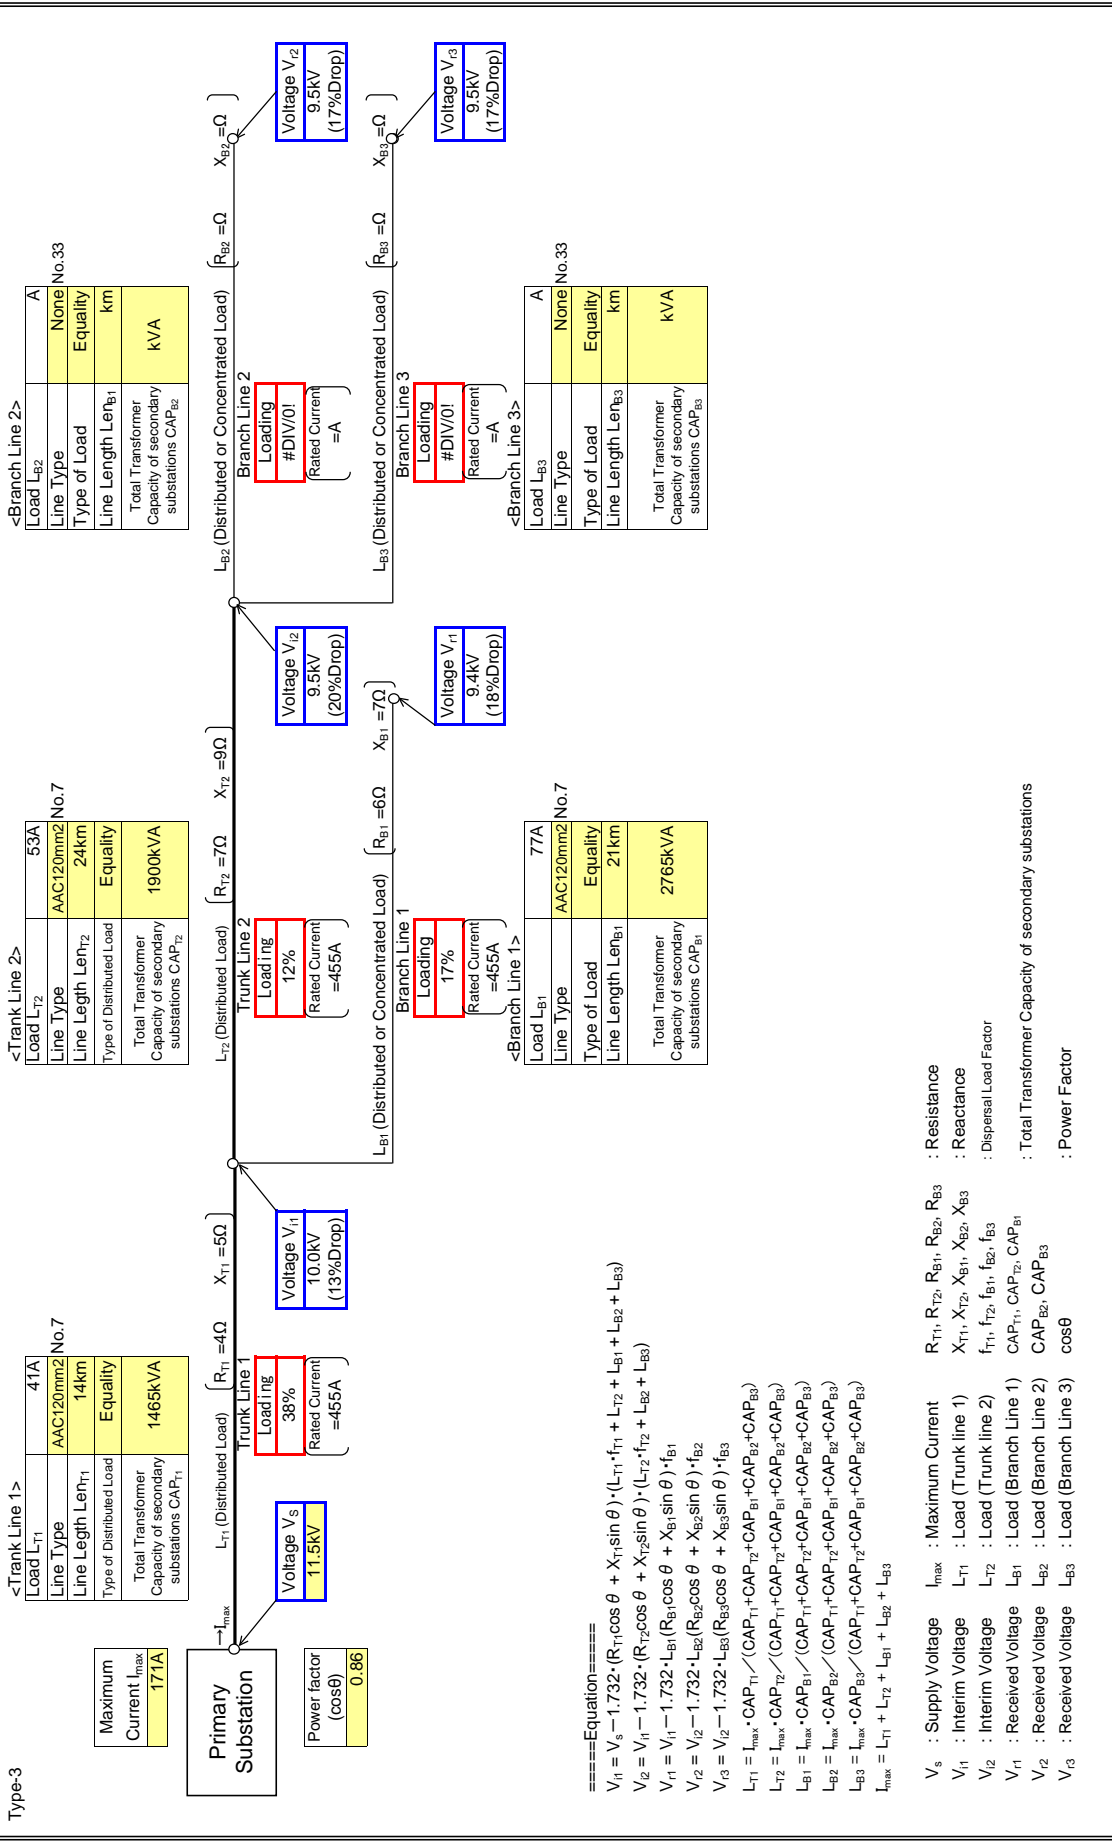 Type-3
Maximum
Current Imax
171A
Primary
Substation
Power factor
(cosθ)
0.86
→Imax
Voltage Vs
11.5kV
<Trank Line 1>
Load LT1 41A
Line Type AAC120mm2 No.7
Line Legth LenT1 14km
Type of Distributed Load Equality
Total Transformer
Capacity of secondary
substations CAPT1
1465kVA
LT1 (Distributed Load) (RT1 =4Ω XT1 =5Ω)
Trunk Line 1
Loading
38%
(Rated Current
=455A)
Voltage Vi1
10.0kV
(13%Drop)
<Trank Line 2>
Load LT2 53A
Line Type AAC120mm2 No.7
Line Legth LenT2 24km
Type of Distributed Load Equality
Total Transformer
Capacity of secondary
substations CAPT2
1900kVA
LT2 (Distributed Load) (RT2 =7Ω XT2 =9Ω)
Trunk Line 2
Loading
12%
(Rated Current
=455A)
Voltage Vi2
9.5kV
(20%Drop)
LB1 (Distributed or Concentrated Load) (RB1 =6Ω XB1 =7Ω)
Branch Line 1
Loading
17%
(Rated Current
=455A)
Voltage Vr1
9.4kV
(18%Drop)
<Branch Line 1>
Load LB1 77A
Line Type AAC120mm2 No.7
Type of Load Equality
Line Length LenB1 21km
Total Transformer
Capacity of secondary
substations CAPB1
2765kVA
<Branch Line 2>
Load LB2 A
Line Type None No.33
Type of Load Equality
Line Length LenB1 km
Total Transformer
Capacity of secondary
substations CAPB2
kVA
LB2 (Distributed or Concentrated Load) (RB2 =Ω XB2 =Ω)
Branch Line 2
Loading
#DIV/0!
(Rated Current
=A)
Voltage Vr2
9.5kV
(17%Drop)
LB3 (Distributed or Concentrated Load) (RB3 =Ω XB3 =Ω)
Branch Line 3
Loading
#DIV/0!
(Rated Current
=A)
Voltage Vr3
9.5kV
(17%Drop)
<Branch Line 3>
Load LB3 A
Line Type None No.33
Type of Load Equality
Line Length LenB3 km
Total Transformer
Capacity of secondary
substations CAPB3
kVA
=====Equation=====
Vi1 = Vs－1.732・(RT1cos θ + XT1sin θ)・(LT1・fT1 + LT2 + LB1 + LB2 + LB3)
Vi2 = Vi1－1.732・(RT2cos θ + XT2sin θ)・(LT2・fT2 + LB2 + LB3)
Vr1 = Vi1－1.732・LB1(RB1cos θ + XB1sin θ)・fB1
Vr2 = Vi2－1.732・LB2(RB2cos θ + XB2sin θ)・fB2
Vr3 = Vi2－1.732・LB3(RB3cos θ + XB3sin θ)・fB3
LT1 = Imax・CAPT1／(CAPT1+CAPT2+CAPB1+CAPB2+CAPB3)
LT2 = Imax・CAPT2／(CAPT1+CAPT2+CAPB1+CAPB2+CAPB3)
LB1 = Imax・CAPB1／(CAPT1+CAPT2+CAPB1+CAPB2+CAPB3)
LB2 = Imax・CAPB2／(CAPT1+CAPT2+CAPB1+CAPB2+CAPB3)
LB3 = Imax・CAPB3／(CAPT1+CAPT2+CAPB1+CAPB2+CAPB3)
Imax = LT1 + LT2 + LB1 + LB2 + LB3
Vs : Supply Voltage Imax : Maximum Current RT1, RT2, RB1, RB2, RB3 : Resistance
Vi1 : Interim Voltage LT1 : Load (Trunk line 1) XT1, XT2, XB1, XB2, XB3 : Reactance
Vi2 : Interim Voltage LT2 : Load (Trunk line 2) fT1, fT2, fB1, fB2, fB3 : Dispersal Load Factor
Vr1 : Received Voltage LB1 : Load (Branch Line 1) CAPT1, CAPT2, CAPB1 : Total Transformer Capacity of secondary substations
Vr2 : Received Voltage LB2 : Load (Branch Line 2) CAPB2, CAPB3
Vr3 : Received Voltage LB3 : Load (Branch Line 3) cosθ : Power Factor